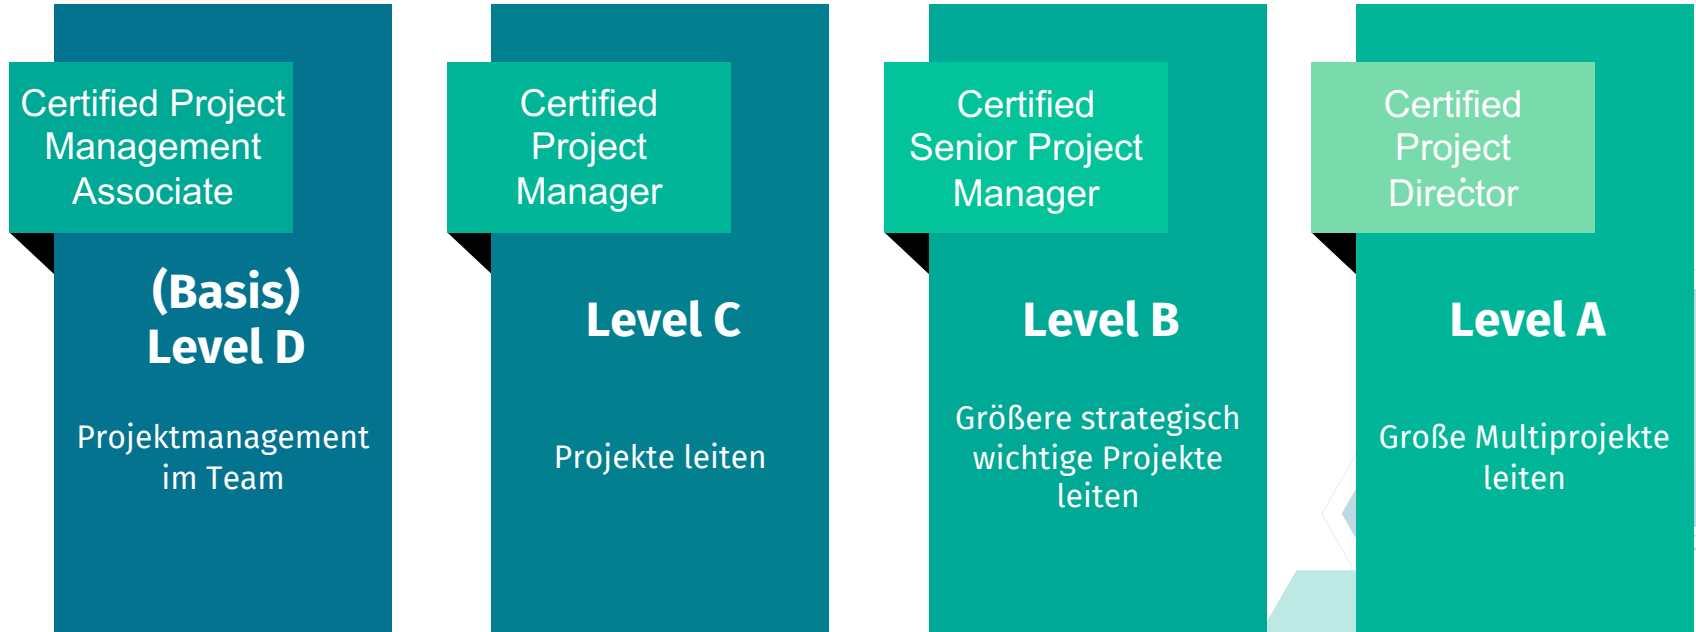 Certified Project
Management
Associate
(Basis)
Level D
Projektmanagement
im Team
Certified
Project
Manager
Level C
Projekte leiten
Certified
Senior Project
Manager
Level B
Größere strategisch
wichtige Projekte
leiten
Certified
Project
Director
Level A
Große Multiprojekte
leiten